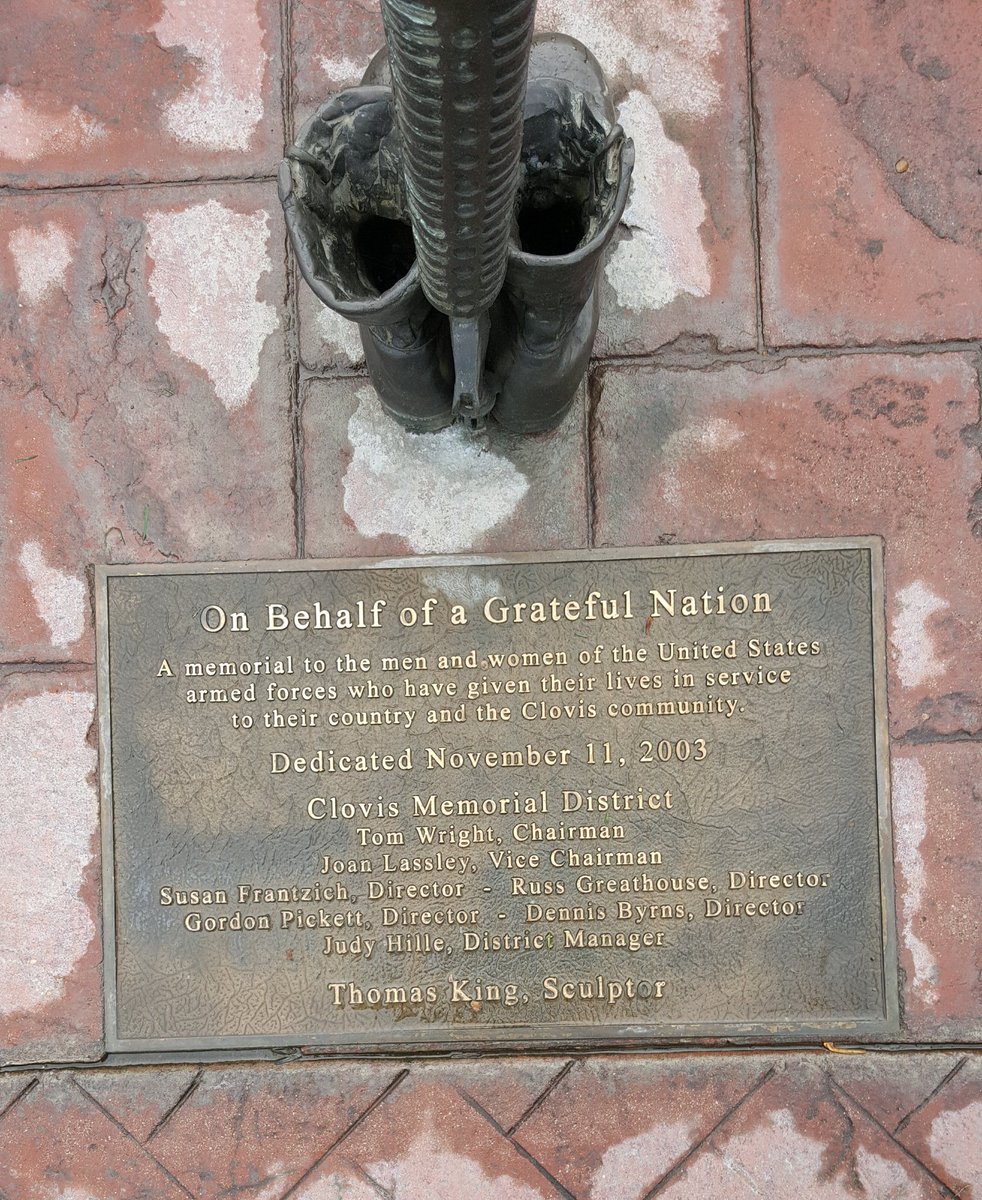 On Behalf of a Grateful Nation
A memorial to the men and women of the United States
armed forces who have given their lives in service
to their country and the Clovis community.
Dedicated November 11, 2003
Clovis Memorial District
Tom Wright, Chairman
Joan Lassley, Vice Chairman
Susan Frantzich, Director - Russ Greathouse, Director
Gordon Pickett, Director - Dennis Byrns, Director
Judy Hille, District Manager
Thomas King, Sculptor